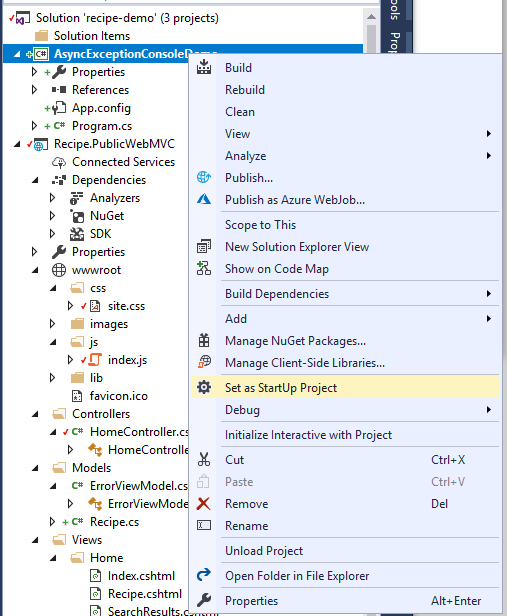 Solution 'recipe-demo' (3 projects)
Solution Items
AsyncExceptionConsoleDemo
Properties
References
App.config
Program.cs
Recipe.PublicWebMVC
Connected Services
Dependencies
Analyzers
NuGet
SDK
Properties
wwwroot
css
site.css
images
js
index.js
lib
favicon.ico
Controllers
HomeController.cs
HomeControlle
Models
ErrorViewModel.cs
ErrorViewMode
Recipe.cs
Views
Home
Index.cshtml
Recipe.cshtml
SearchResults.cshtml
Build
Rebuild
Clean
View
Analyze
Publish...
Publish as Azure WebJob...
Scope to This
New Solution Explorer View
Show on Code Map
Build Dependencies
Add
Manage NuGet Packages...
Manage Client-Side Libraries...
Set as StartUp Project
Debug
Initialize Interactive with Project
Cut Ctrl+X
Paste Ctrl+V
Remove Del
Rename
Unload Project
Open Folder in File Explorer
Properties Alt+Enter
ols
Prop